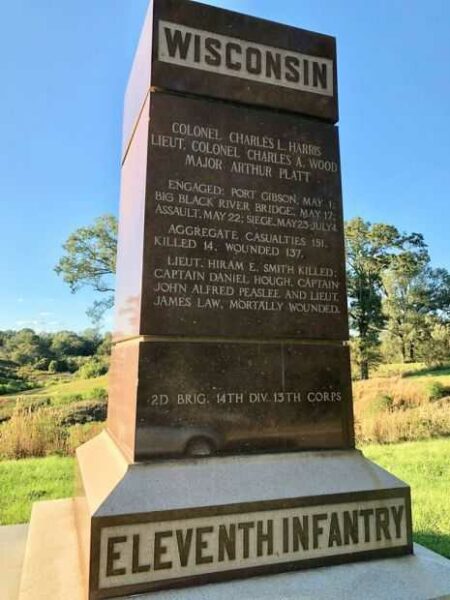 WISCONSIN
COLONEL CHARLES L. HARRIS
LIEUT. COLONEL CHARLES A. WOOD
MAJOR ARTHUR PLATT
ENGAGED: PORT GIBSON, MAY 1;
BIG BLACK RIVER BRIDGE, MAY 17;
ASSAULT, MAY 22; SIEGE, MAY 23 JULY 4
AGGREGATE CASUALTIES 151,
KILLED 14, WOUNDED 137,
LIEUT. HIRAM E. SMITH KILLED;
CAPTAIN DANIEL HOUGH, CAPTAIN
JOHN ALFRED PEASLEE AND LIEUT.
JAMES LAW, MORTALLY WOUNDED.
2D BRIG. 14TH DIV. 13TH CORPS
ELEVENTH INFANTRY